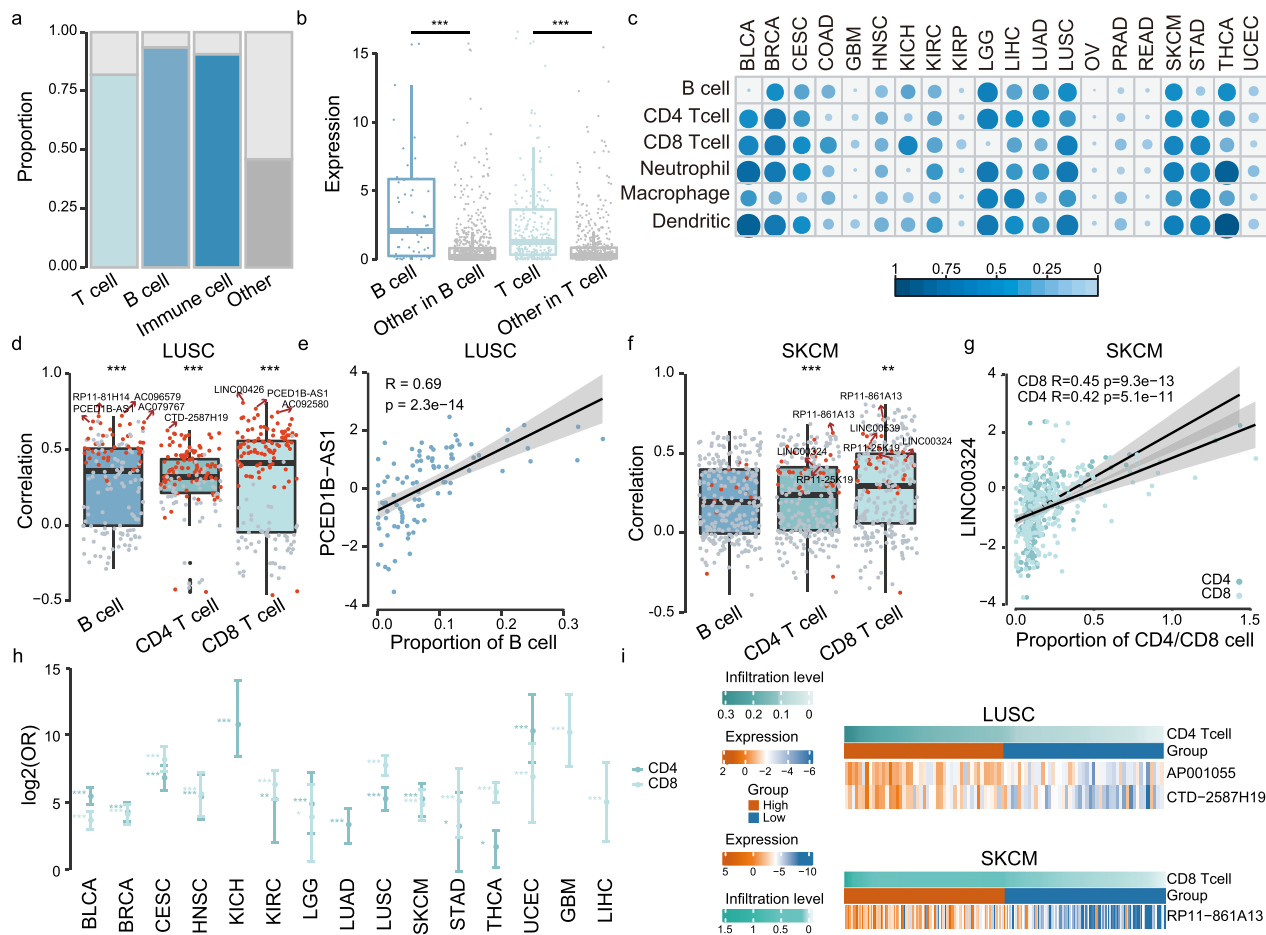 a
1.00
0.75
0.50
0.25
0.00
Proportion
T cell
B cell
Immune cell
Other
b
***
***
15
10
5
0
Expression
B cell
Other in B cell
T cell
Other in T cell
c
BLCA
BRCA
CESC
COAD
GBM
HNSC
KICH
KIRC
KIRP
LGG
LIHC
LUAD
LUSC
OV
PRAD
READ
SKCM
STAD
THCA
UCEC
B cell
CD4 Tcell
CD8 Tcell
Neutrophil
Macrophage
Dendritic
1 0.75 0.5 0.25 0
d
LUSC
*** *** ***
1.0
0.5
0.0
−0.5
Correlation
RP11-81H14
PCED1B-AS1
AC096579
AC079767
CTD-2587H19
LINC00426
PCED1B-AS1
AC092580
B cell
CD4 T cell
CD8 T cell
e
LUSC
R = 0.69
p = 2.3e−14
4
2
0
−2
−4
PCED1B−AS1
0.0 0.1 0.2 0.3
Proportion of B cell
f
SKCM
*** **
1.0
0.5
0.0
−0.5
Correlation
RP11-861A13
LINC00324
RP11-25K19
RP11-861A13
LINC00539
RP11-25K19
LINC00324
B cell
CD4 T cell
CD8 T cell
g
SKCM
CD8 R=0.45 p=9.3e−13
CD4 R=0.42 p=5.1e−11
4
2
0
−2
−4
LINC00324
CD4
CD8
0.0 0.5 1.0 1.5
Proportion of CD4/CD8 cell
h
15
10
5
0
log2(OR)
CD4
CD8
BLCA
BRCA
CESC
HNSC
KICH
KIRC
LGG
LUAD
LUSC
SKCM
STAD
THCA
UCEC
GBM
LIHC
i
Infiltration level
0.3 0.2 0.1 0
Expression
2 0 −2 −4 −6
Group
High
Low
Expression
5 0 −5 −10
Infiltration level
1.5 1 0.5 0
LUSC
CD4 Tcell
Group
AP001055
CTD−2587H19
SKCM
CD8 Tcell
Group
RP11−861A13